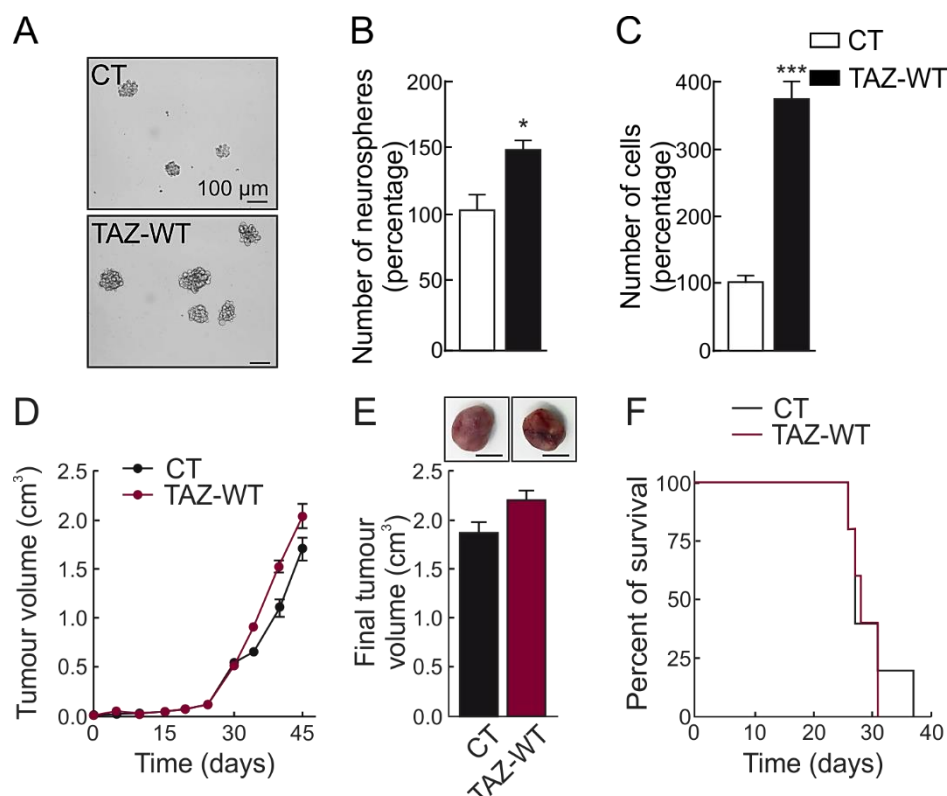 A
CT
100 µm
TAZ-WT
B
Number of neurospheres
(percentage)
200
150
100
50
0
*
C
CT
TAZ-WT
Number of cells
(percentage)
400
300
200
100
0
***
D
CT
TAZ-WT
Tumour volume (cm³)
2.5
2.0
1.5
1.0
0.5
0.0
0 15 30 45
Time (days)
E
Final tumour
volume (cm³)
2.5
2.0
1.5
1.0
0.5
0.0
CT
TAZ-WT
F
CT
TAZ-WT
Percent of survival
100
75
50
25
0
0 10 20 30 40
Time (days)